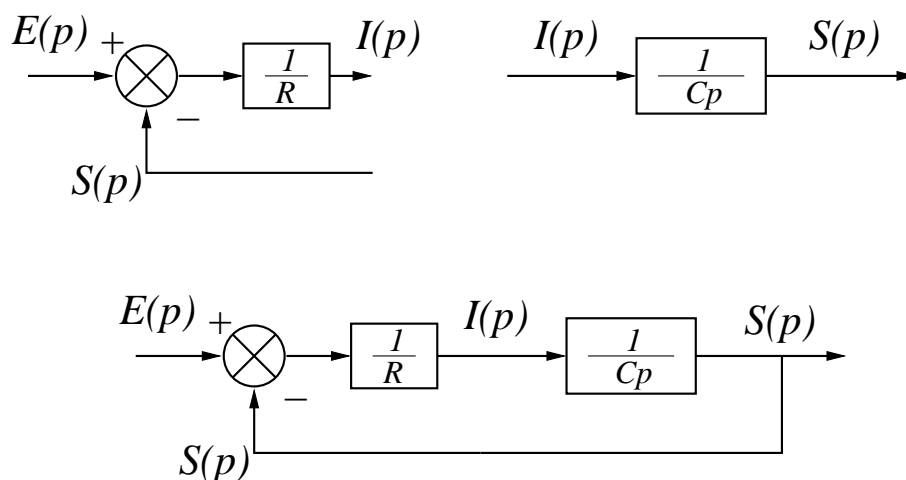 E(p) + 1/R I(p)
−
S(p)
I(p) 1/Cp S(p)
E(p) + 1/R I(p) 1/Cp S(p)
−
S(p)